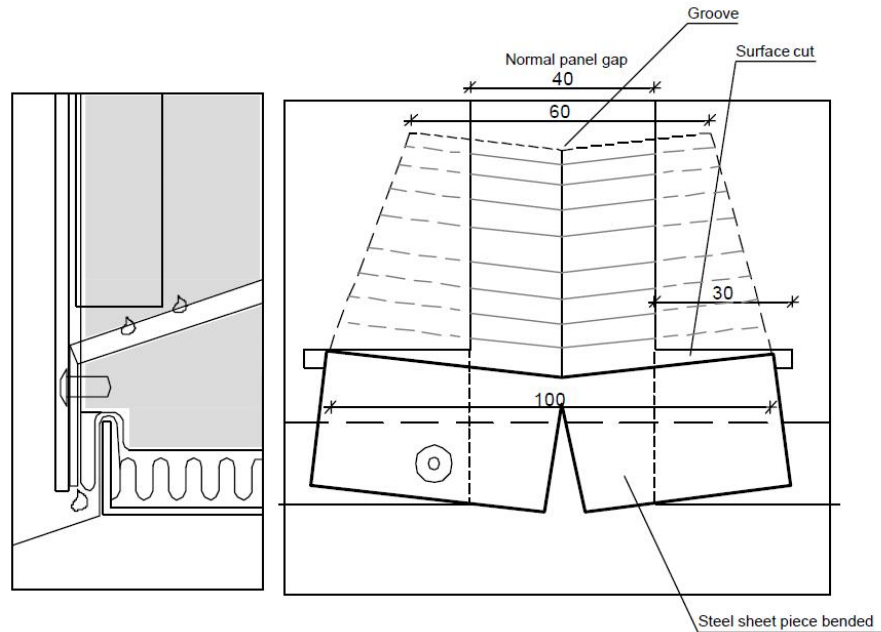 Groove
Surface cut
Normal panel gap
40
60
30
100
Steel sheet piece bended